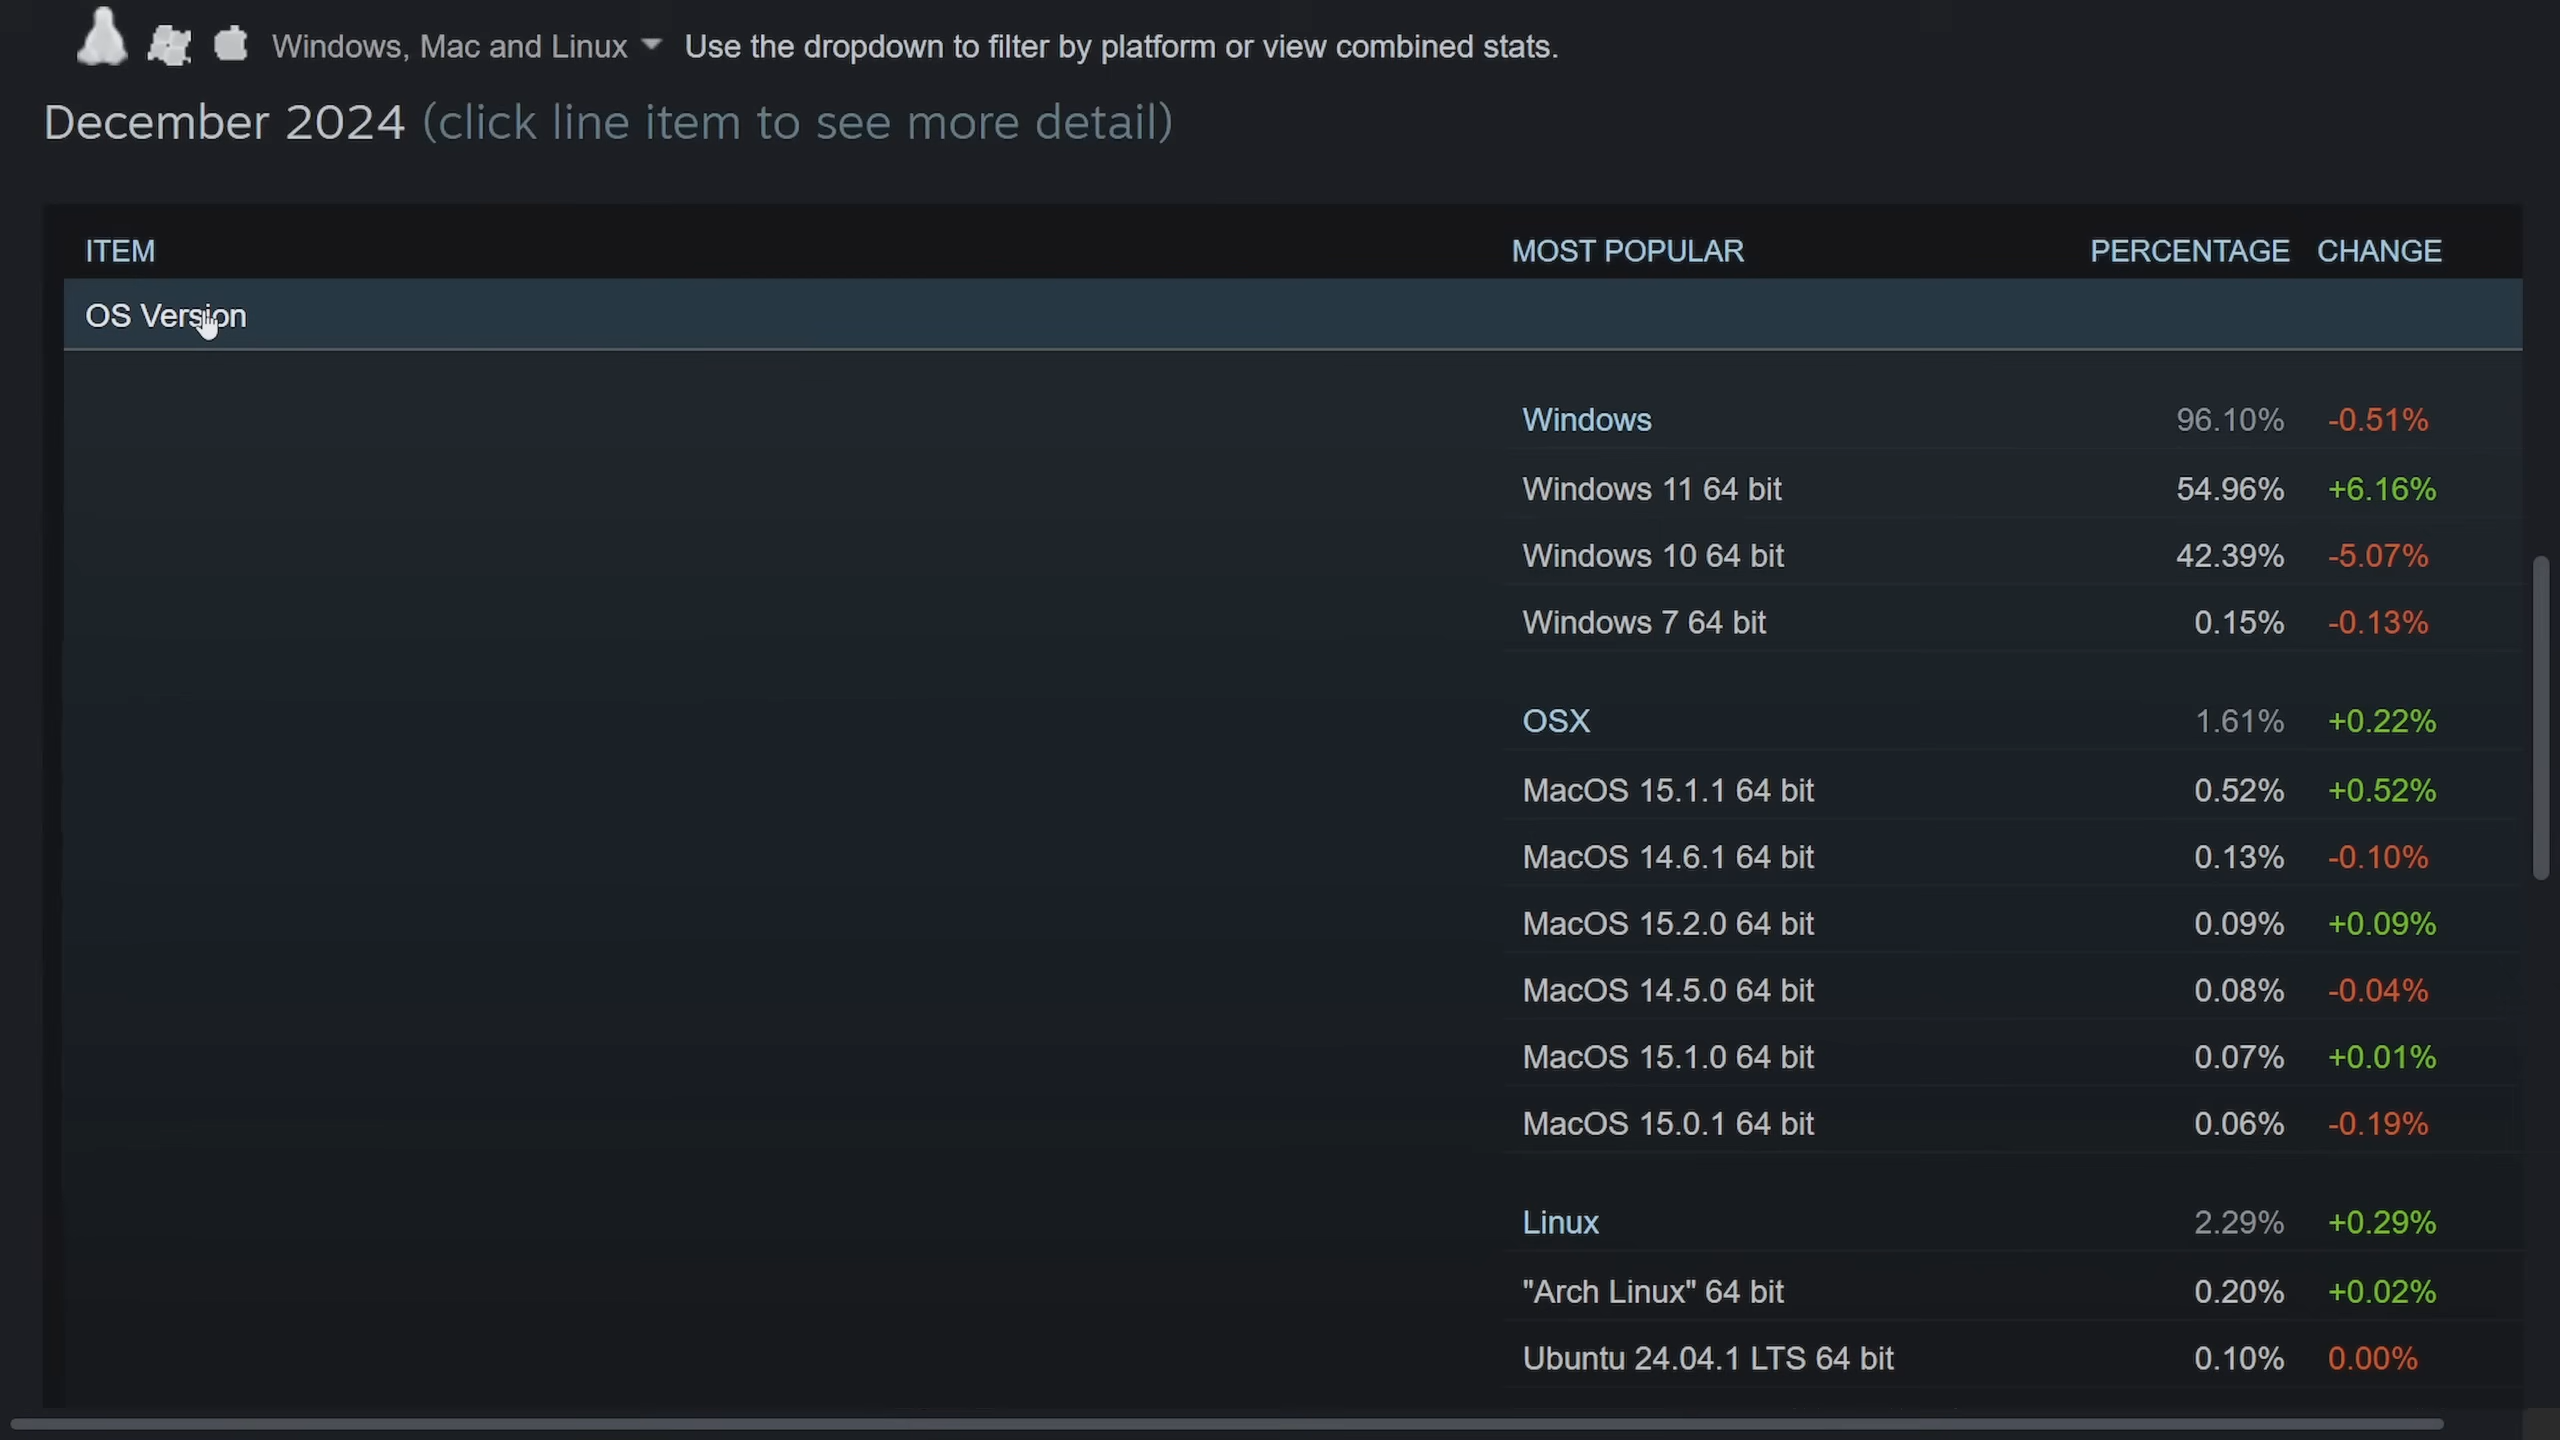 Windows, Mac and Linux Use the dropdown to filter by platform or view combined stats.
December 2024 (click line item to see more detail)
ITEM MOST POPULAR PERCENTAGE CHANGE
OS Version
Windows 96.10% -0.51%
Windows 11 64 bit 54.96% +6.16%
Windows 10 64 bit 42.39% -5.07%
Windows 7 64 bit 0.15% -0.13%
OSX 1.61% +0.22%
MacOS 15.1.1 64 bit 0.52% +0.52%
MacOS 14.6.1 64 bit 0.13% -0.10%
MacOS 15.2.0 64 bit 0.09% +0.09%
MacOS 14.5.0 64 bit 0.08% -0.04%
MacOS 15.1.0 64 bit 0.07% +0.01%
MacOS 15.0.1 64 bit 0.06% -0.19%
Linux 2.29% +0.29%
"Arch Linux" 64 bit 0.20% +0.02%
Ubuntu 24.04.1 LTS 64 bit 0.10% 0.00%